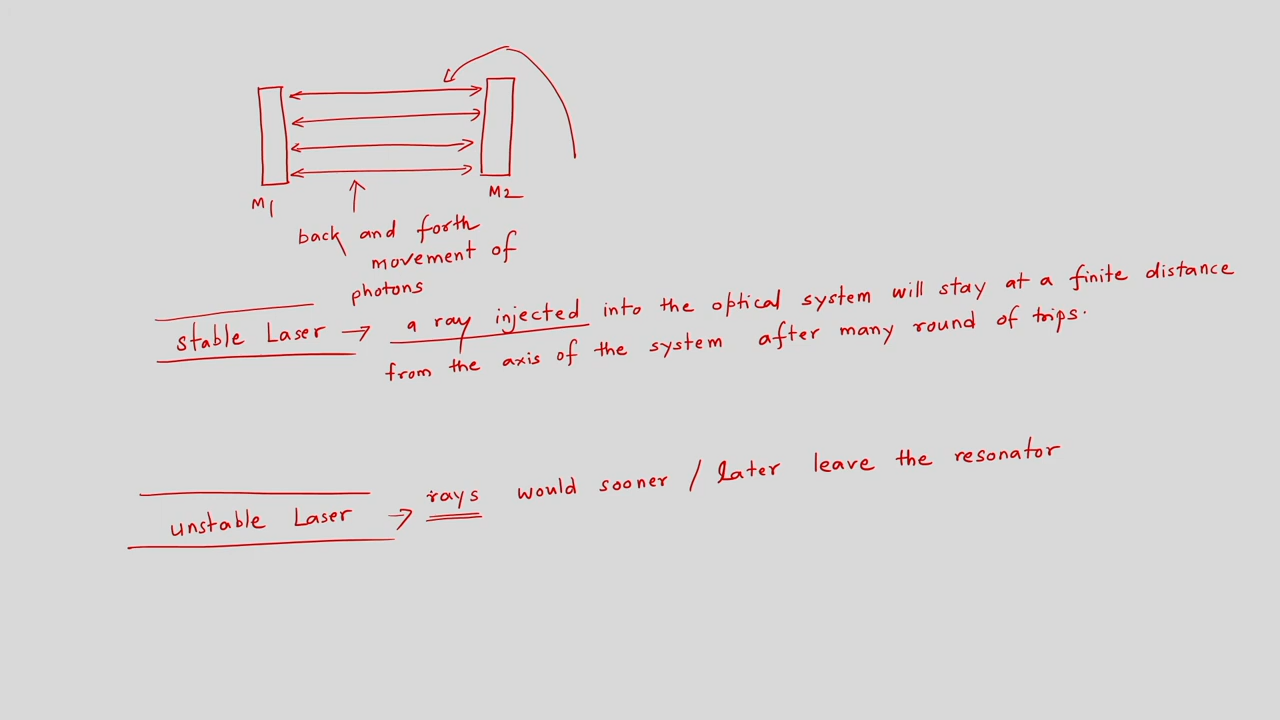 M1
M2
back and forth
movement of
photons
stable Laser → a ray injected into the optical system will stay at a finite distance
from the axis of the system after many round of trips.
unstable Laser → rays would sooner / later leave the resonator